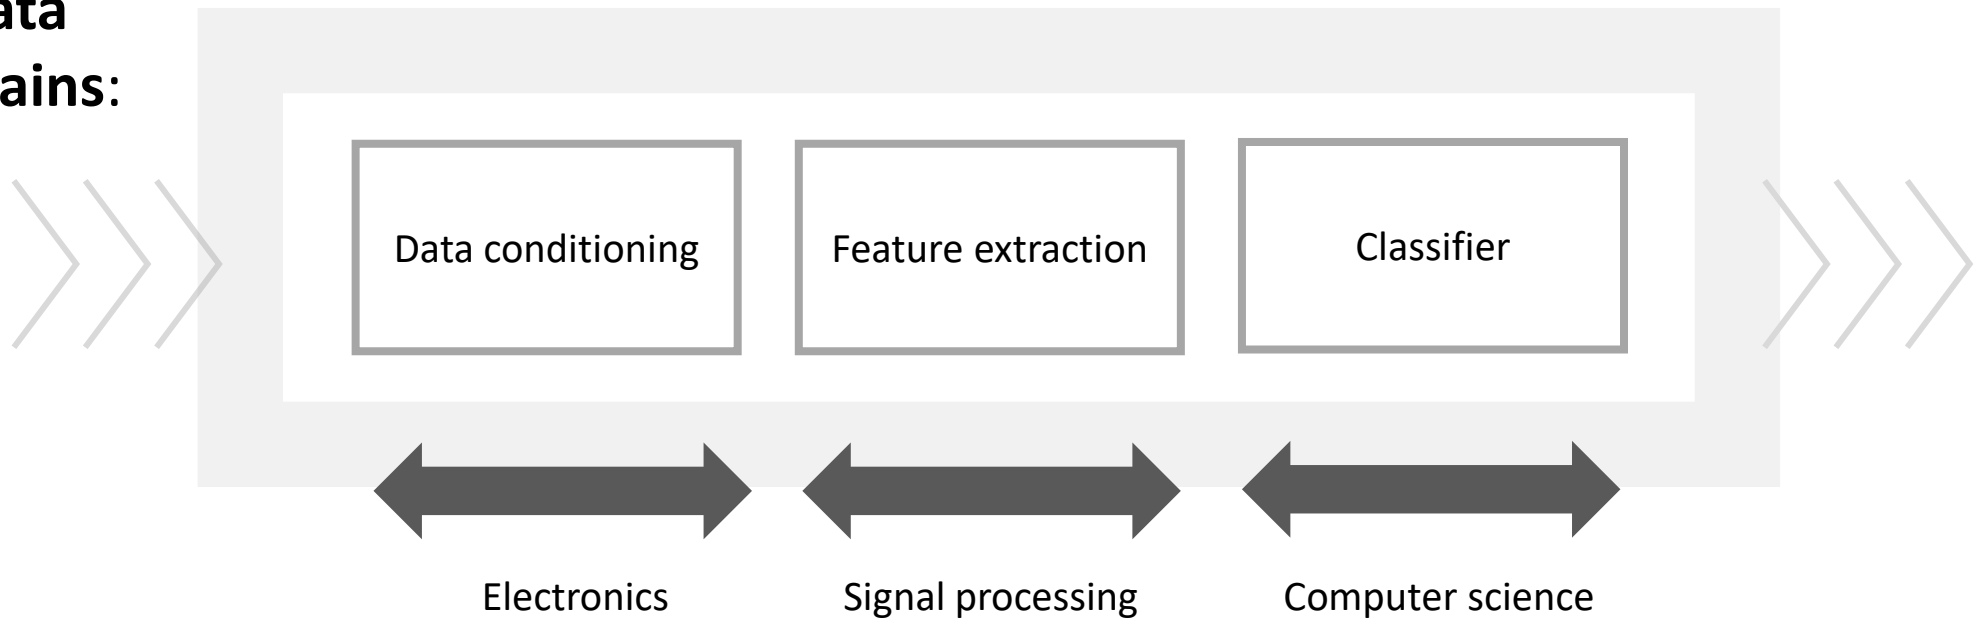 ata
ains:
Data conditioning
Feature extraction
Classifier
Electronics
Signal processing
Computer science